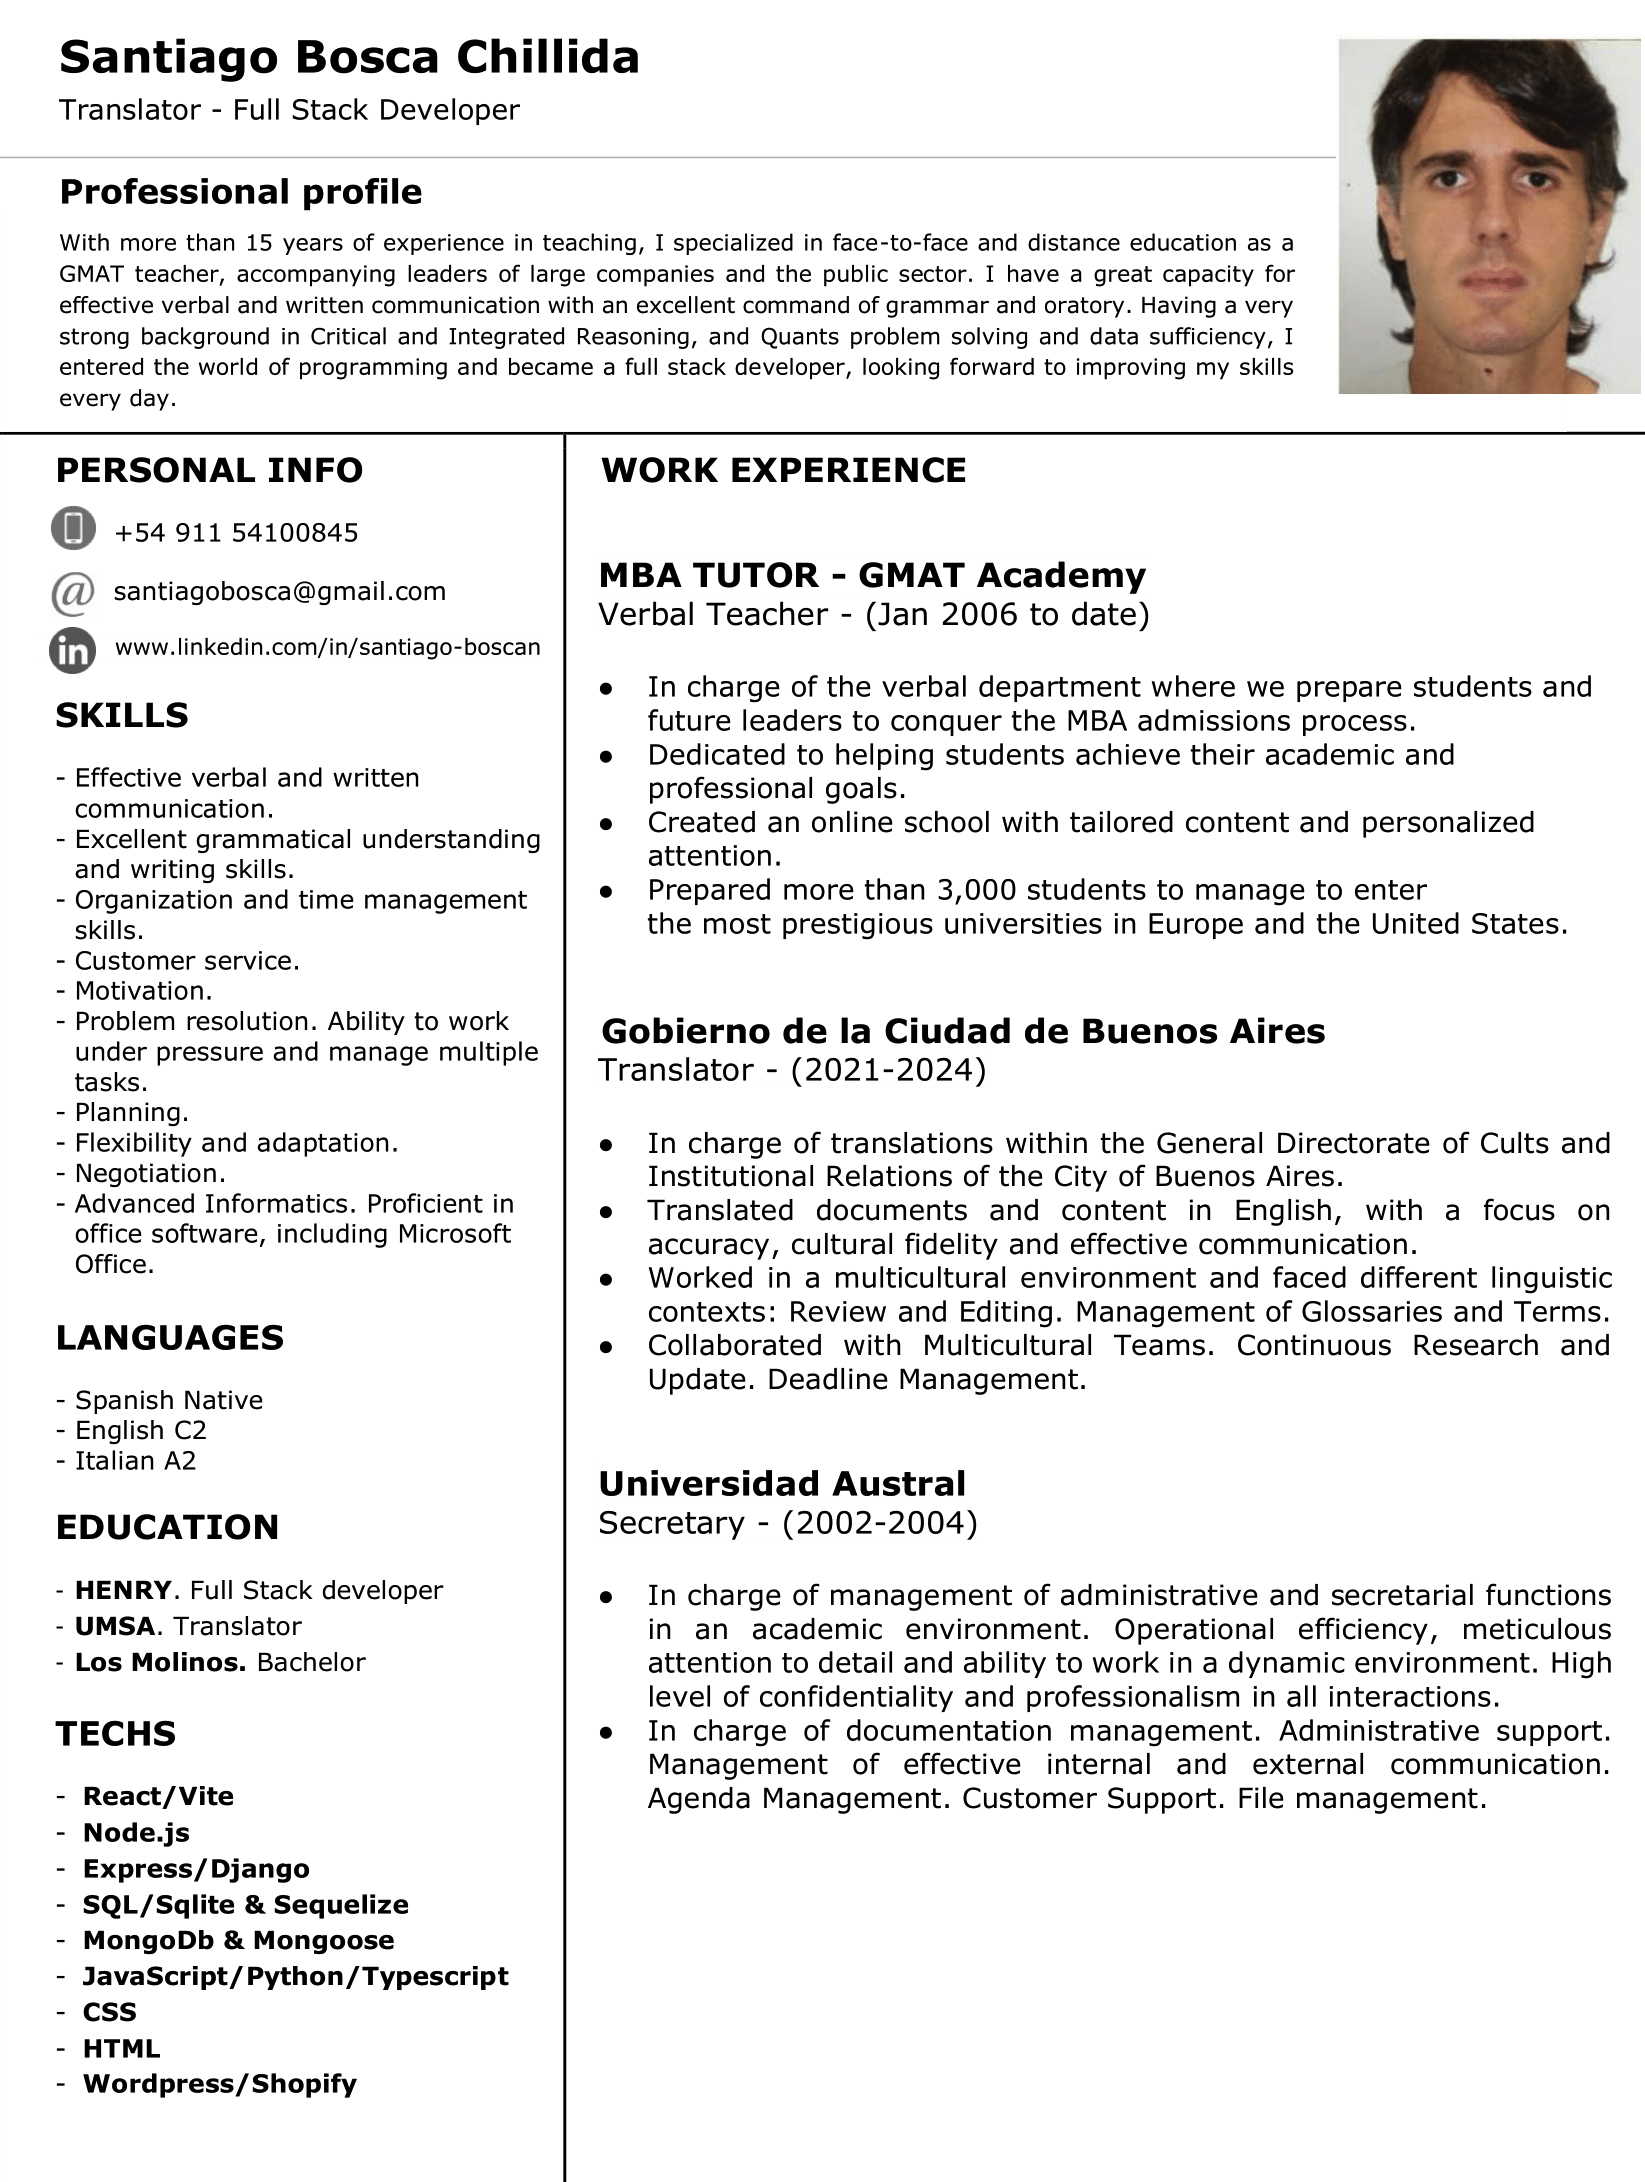 Santiago Bosca Chillida
Translator - Full Stack Developer
Professional profile
With more than 15 years of experience in teaching, I specialized in face-to-face and distance education as a
GMAT teacher, accompanying leaders of large companies and the public sector. I have a great capacity for
effective verbal and written communication with an excellent command of grammar and oratory. Having a very
strong background in Critical and Integrated Reasoning, and Quants problem solving and data sufficiency, I
entered the world of programming and became a full stack developer, looking forward to improving my skills
every day.
PERSONAL INFO
+54 911 54100845
@ santiagobosca@gmail.com
in www.linkedin.com/in/santiago-boscan
SKILLS
- Effective verbal and written
communication.
- Excellent grammatical understanding
and writing skills.
- Organization and time management
skills.
- Customer service.
- Motivation.
- Problem resolution. Ability to work
under pressure and manage multiple
tasks.
- Planning.
- Flexibility and adaptation.
- Negotiation.
- Advanced Informatics. Proficient in
office software, including Microsoft
Office.
LANGUAGES
- Spanish Native
- English C2
- Italian A2
EDUCATION
- HENRY. Full Stack developer
- UMSA. Translator
- Los Molinos. Bachelor
TECHS
- React/Vite
- Node.js
- Express/Django
- SQL/Sqlite & Sequelize
- MongoDb & Mongoose
- JavaScript/Python/Typescript
- CSS
- HTML
- Wordpress/Shopify
WORK EXPERIENCE
MBA TUTOR - GMAT Academy
Verbal Teacher - (Jan 2006 to date)
● In charge of the verbal department where we prepare students and
future leaders to conquer the MBA admissions process.
● Dedicated to helping students achieve their academic and
professional goals.
● Created an online school with tailored content and personalized
attention.
● Prepared more than 3,000 students to manage to enter
the most prestigious universities in Europe and the United States.
Gobierno de la Ciudad de Buenos Aires
Translator - (2021-2024)
● In charge of translations within the General Directorate of Cults and
Institutional Relations of the City of Buenos Aires.
● Translated documents and content in English, with a focus on
accuracy, cultural fidelity and effective communication.
● Worked in a multicultural environment and faced different linguistic
contexts: Review and Editing. Management of Glossaries and Terms.
● Collaborated with Multicultural Teams. Continuous Research and
Update. Deadline Management.
Universidad Austral
Secretary - (2002-2004)
● In charge of management of administrative and secretarial functions
in an academic environment. Operational efficiency, meticulous
attention to detail and ability to work in a dynamic environment. High
level of confidentiality and professionalism in all interactions.
● In charge of documentation management. Administrative support.
Management of effective internal and external communication.
Agenda Management. Customer Support. File management.